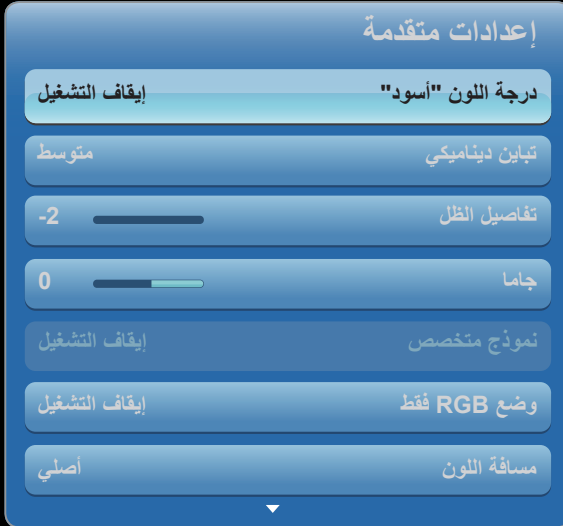 إعدادات متقدمة
درجة اللون "أسود" إيقاف التشغيل
تباين ديناميكي متوسط
تفاصيل الظل -2
جاما 0
نموذج متخصص إيقاف التشغيل
وضع RGB فقط إيقاف التشغيل
مسافة اللون أصلي